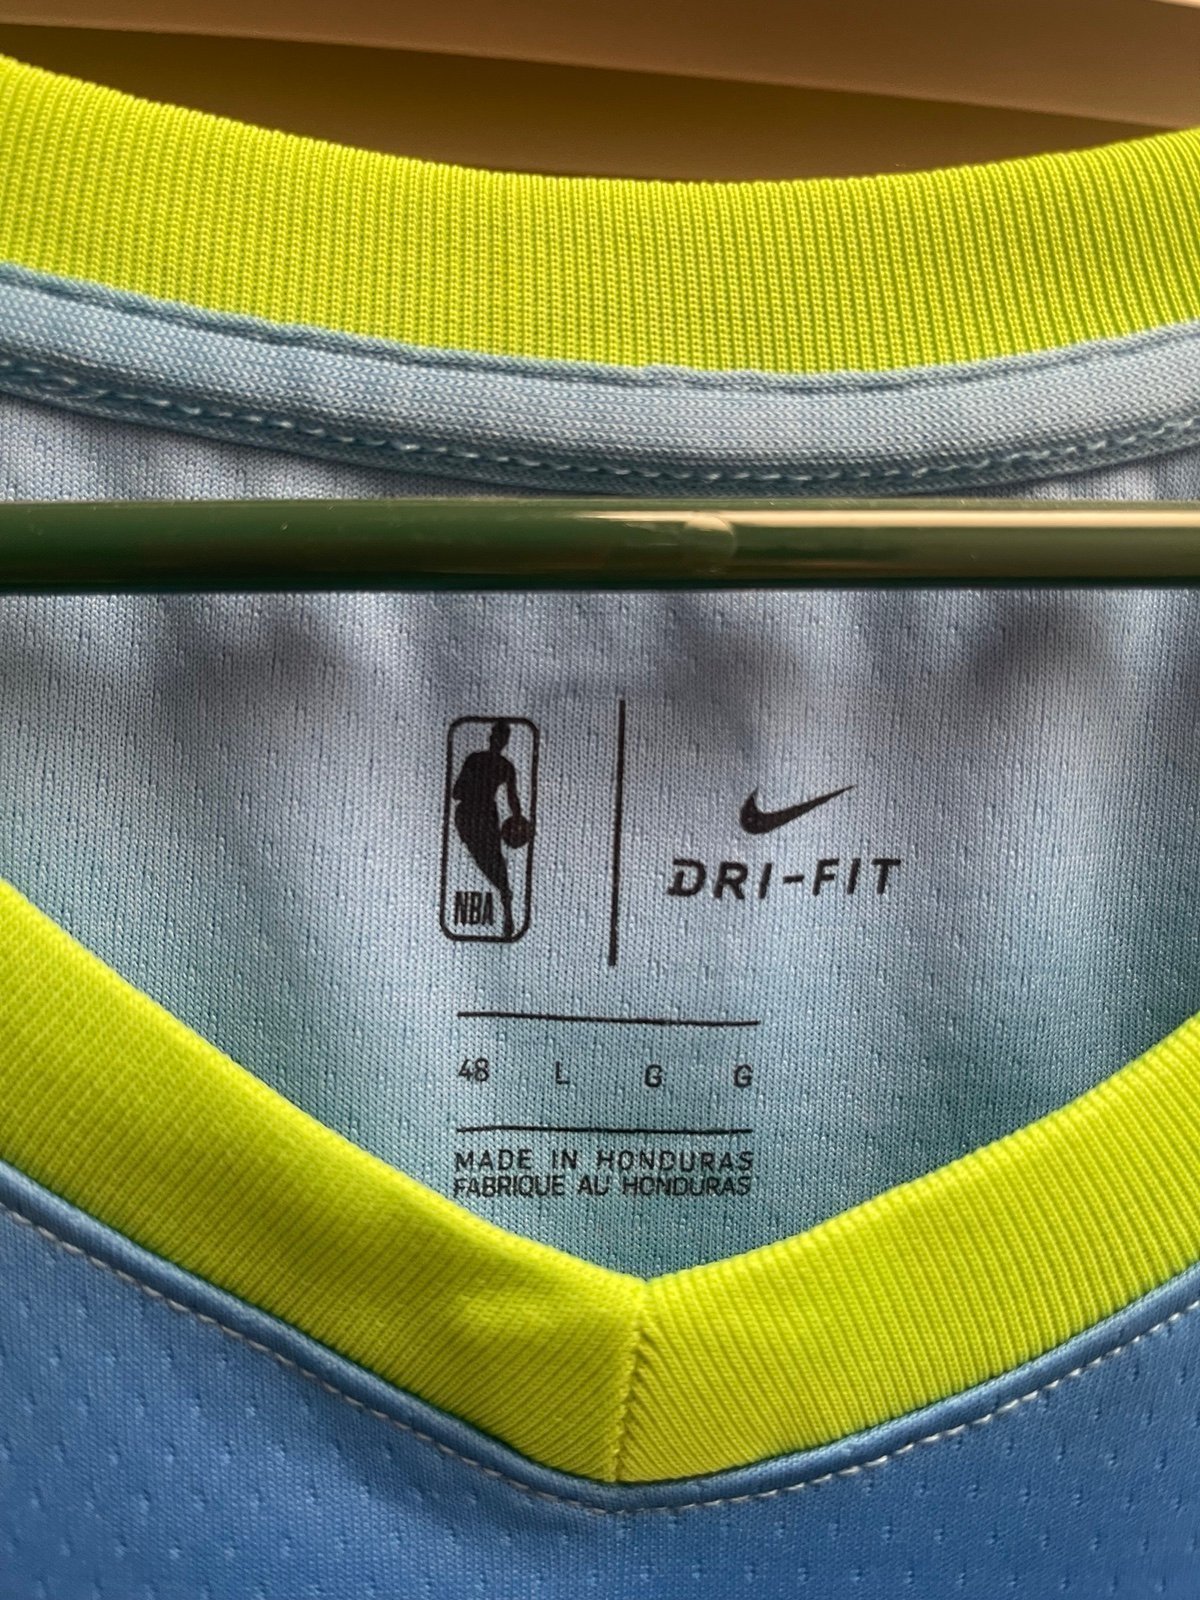 NBA
DRI-FIT
48 L G G
MADE IN HONDURAS
FABRIQUE AU HONDURAS